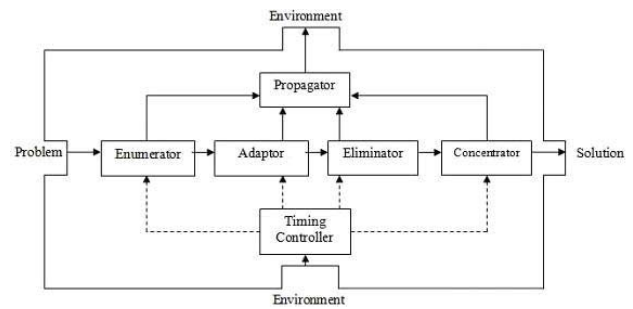 Environment
Propagator
Problem
Enumerator
Adaptor
Eliminator
Concentrator
Solution
Timing
Controller
Environment